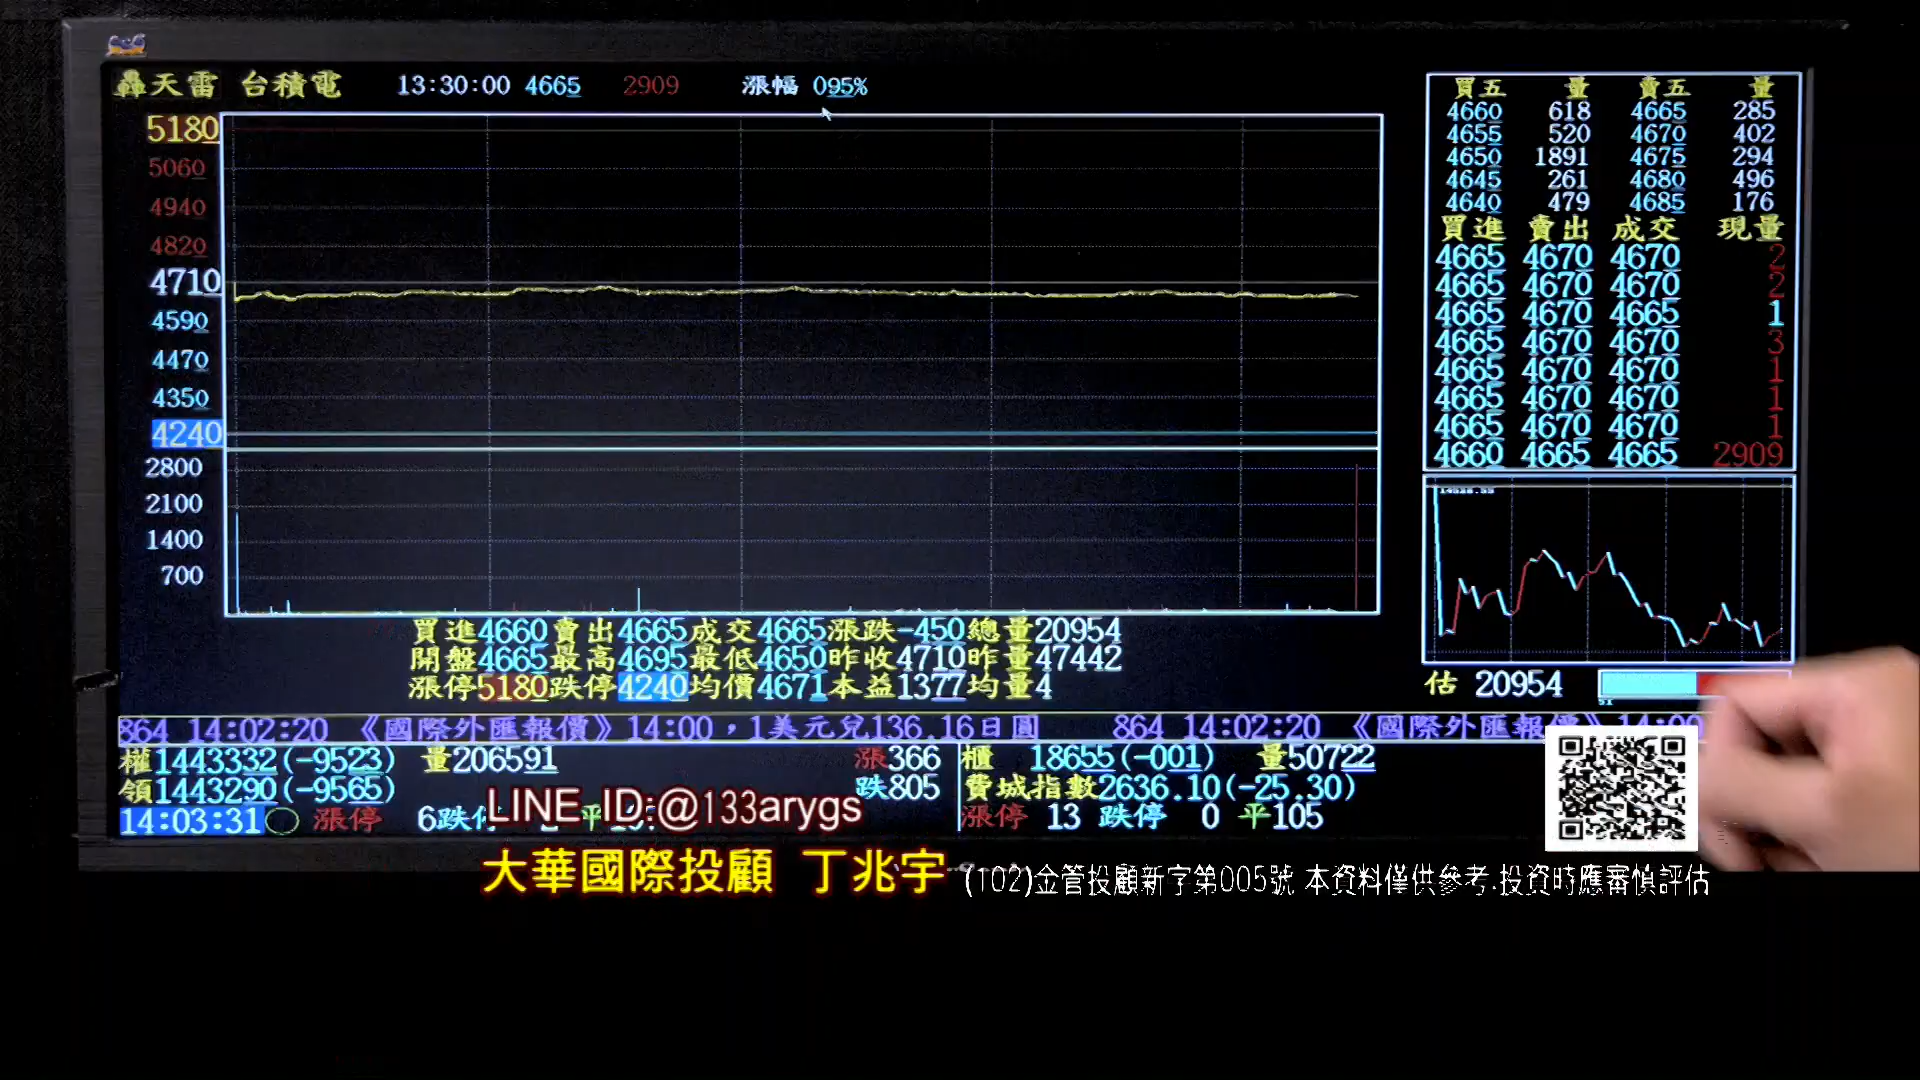 轟天雷 台積電 13:30:00 4665 2909 漲幅 095%
5180
5060
4940
4820
4710
4590
4470
4350
4240
2800
2100
1400
700
買進4660賣出4665成交4665漲跌-450總量20954
開盤4665最高4695最低4650昨收4710昨量47442
漲停5180跌停4240均價4671本益1377均量4
買五 量 賣五 量
4660 618 4665 285
4655 520 4670 402
4650 1891 4675 294
4645 261 4680 496
4640 479 4685 176
買進 賣出 成交 現量
4665 4670 4670 2
4665 4670 4670 2
4665 4670 4665 1
4665 4670 4670 3
4665 4670 4670 1
4665 4670 4670 1
4665 4670 4670 1
4660 4665 4665 2909
估 20954
51
864 14:02:20 《國際外匯報價》14:00，1美元兌136.16日圓 864 14:02:20 《國際外匯報價》14:00
權1443332(-9523) 量206591 漲366
領1443290(-9565) 跌805
14:03:31 漲停 6跌停 平
櫃 18655(-001) 量50722
費城指數2636.10(-25.30)
漲停 13 跌停 0 平105
LINE ID:@133arygs
大華國際投顧 丁兆宇
(102)金管投顧新字第005號 本資料僅供參考.投資時應審慎評估